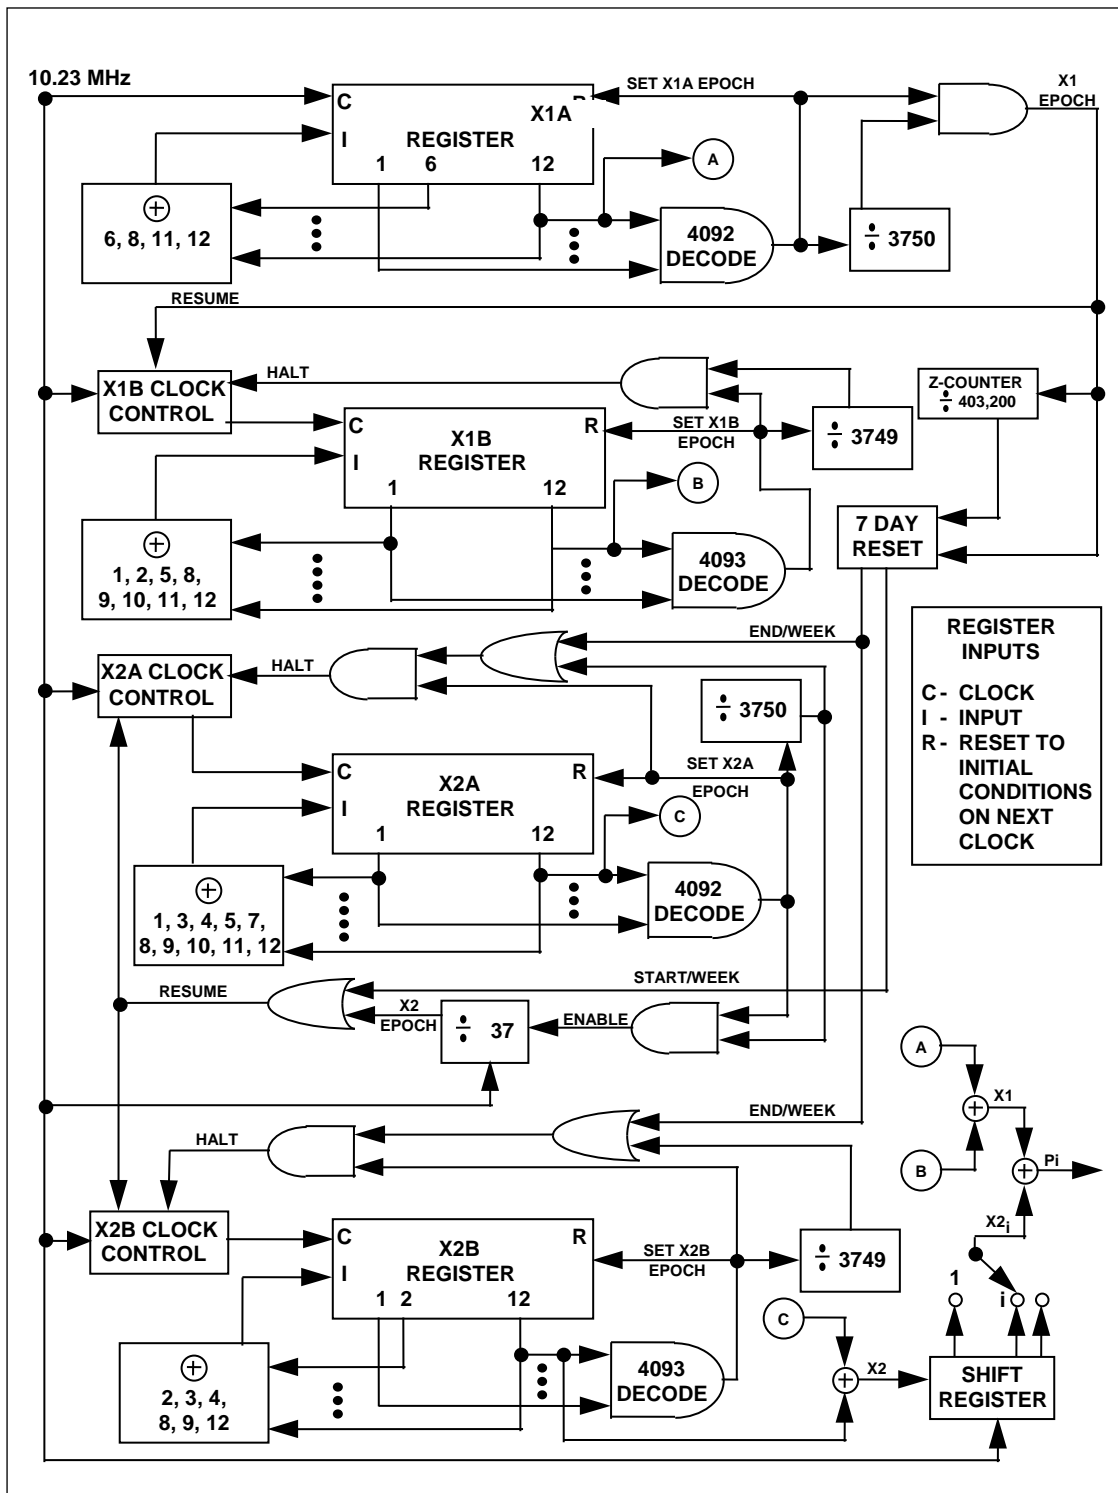 10.23 MHz
C
I
X1A
R
REGISTER
1 6 12
SET X1A EPOCH
X1
EPOCH
A
6, 8, 11, 12
4092
DECODE
÷ 3750
RESUME
X1B CLOCK
CONTROL
HALT
Z-COUNTER
÷ 403,200
C
I
X1B
REGISTER
R
1 12
SET X1B
EPOCH
÷ 3749
B
7 DAY
RESET
1, 2, 5, 8,
9, 10, 11, 12
4093
DECODE
END/WEEK
X2A CLOCK
CONTROL
HALT
÷ 3750
REGISTER
INPUTS
C - CLOCK
I - INPUT
R - RESET TO
INITIAL
CONDITIONS
ON NEXT
CLOCK
C
I
X2A
REGISTER
R
1 12
SET X2A
EPOCH
C
1, 3, 4, 5, 7,
8, 9, 10, 11, 12
4092
DECODE
START/WEEK
RESUME
X2
EPOCH
÷ 37
ENABLE
A
X1
B
Pi
X2i
END/WEEK
HALT
X2B CLOCK
CONTROL
C
I
X2B
REGISTER
R
1 2 12
SET X2B
EPOCH
÷ 3749
1
i
C
2, 3, 4,
8, 9, 12
4093
DECODE
X2
SHIFT
REGISTER